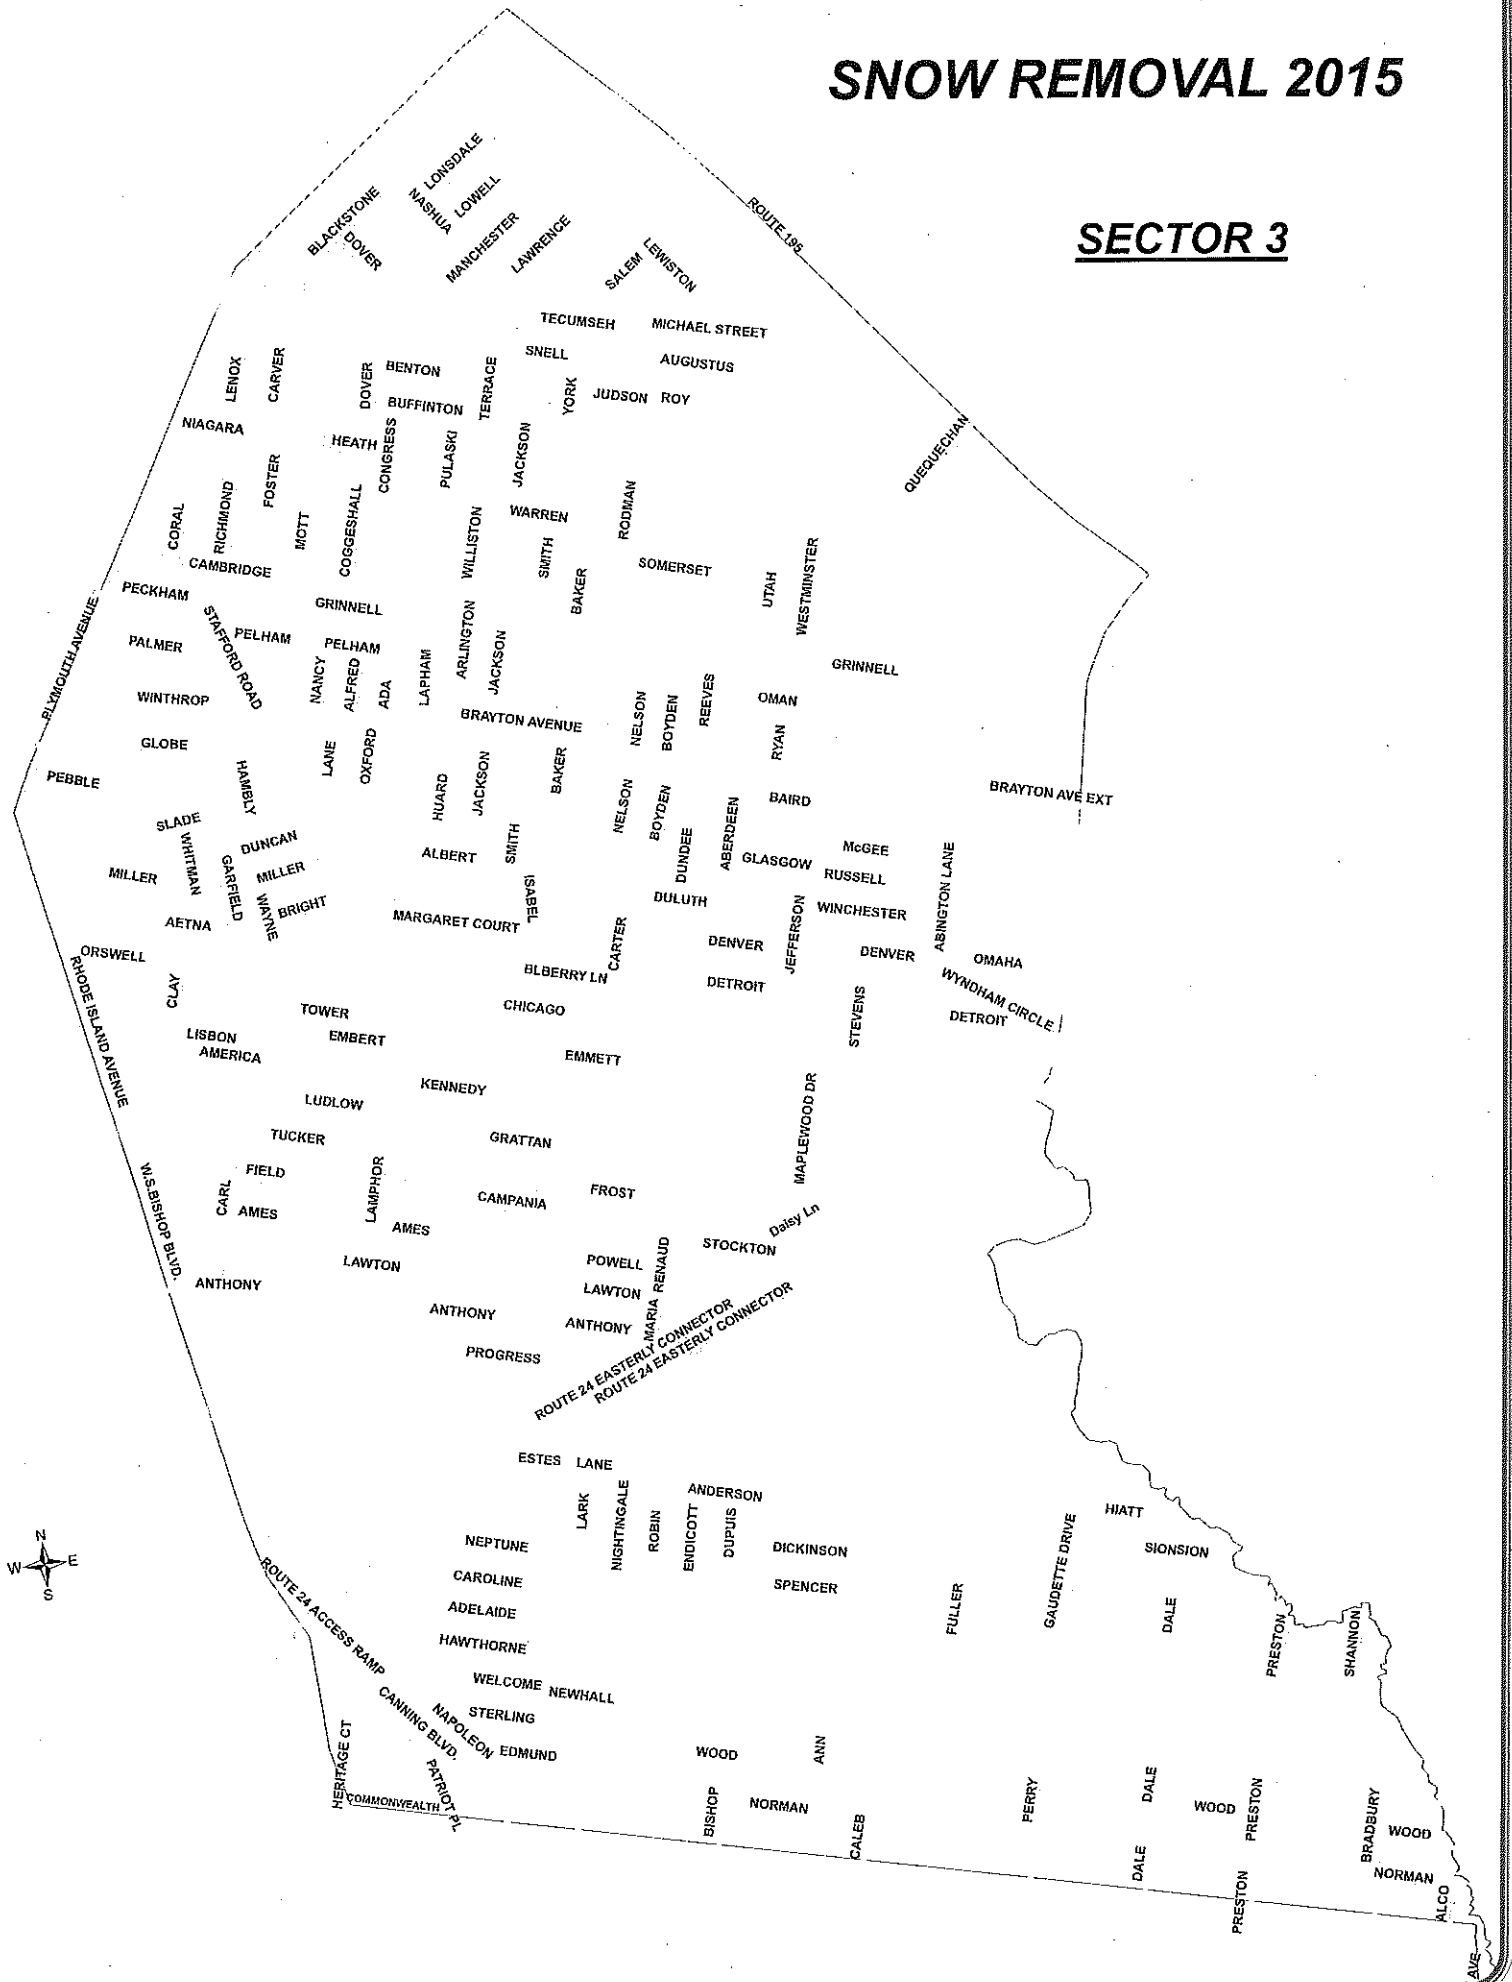 SNOW REMOVAL 2015
SECTOR 3
LONSDALE
NASHUA
LOWELL
BLACKSTONE
DOVER
MANCHESTER
LAWRENCE
ROUTE 195
SALEM
LEWISTON
TECUMSEH
MICHAEL STREET
SNELL
AUGUSTUS
LENOX
CARVER
DOVER
BENTON
TERRACE
YORK
JUDSON
ROY
BUFFINTON
NIAGARA
HEATH
CONGRESS
PULASKI
JACKSON
QUEQUECHAN
FOSTER
CORAL
RICHMOND
MOTT
COGGESHALL
WILLISTON
WARREN
RODMAN
SMITH
CAMBRIDGE
SOMERSET
UTAH
WESTMINSTER
BAKER
PECKHAM
GRINNELL
PLYMOUTH AVENUE
STAFFORD ROAD
PALMER
PELHAM
PELHAM
ARLINGTON
JACKSON
GRINNELL
NANCY
ALFRED
ADA
LAPHAM
WINTHROP
BRAYTON AVENUE
NELSON
BOYDEN
REEVES
OMAN
GLOBE
LANE
OXFORD
RYAN
PEBBLE
HAMBLY
HUARD
JACKSON
BAKER
NELSON
BOYDEN
BAIRD
BRAYTON AVE EXT
SLADE
WHITMAN
DUNCAN
ALBERT
SMITH
DUNDEE
ABERDEEN
GLASGOW
McGEE
RUSSELL
MILLER
GARFIELD
MILLER
WAYNE
BRIGHT
ISABEL
DULUTH
ABINGTON LANE
AETNA
MARGARET COURT
CARTER
JEFFERSON
WINCHESTER
ORSWELL
DENVER
DENVER
OMAHA
RHODE ISLAND AVENUE
CLAY
BLBERRY LN
DETROIT
WYNDHAM CIRCLE
TOWER
CHICAGO
STEVENS
DETROIT
LISBON
AMERICA
EMBERT
EMMETT
KENNEDY
LUDLOW
MAPLEWOOD DR
TUCKER
GRATTAN
W.S.BISHOP BLVD.
FIELD
CARL
LAMPHOR
CAMPANIA
FROST
AMES
AMES
Daisy Ln
STOCKTON
LAWTON
POWELL
MARIA RENAUD
ANTHONY
LAWTON
ANTHONY
ANTHONY
PROGRESS
ROUTE 24 EASTERLY CONNECTOR
ROUTE 24 EASTERLY CONNECTOR
ESTES LANE
ANDERSON
LARK
NIGHTINGALE
ROBIN
ENDICOTT
DUPUIS
HIATT
N
W
E
S
NEPTUNE
DICKINSON
SIONSION
GAUDETTE DRIVE
CAROLINE
SPENCER
FULLER
DALE
ROUTE 24 ACCESS RAMP
ADELAIDE
HAWTHORNE
PRESTON
SHANNON
WELCOME
NEWHALL
CANNING BLVD.
NAPOLEON
STERLING
EDMUND
WOOD
ANN
HERITAGE CT
PATRIOT PL
COMMONWEALTH
BISHOP
NORMAN
CALEB
PERRY
DALE
WOOD
PRESTON
BRADBURY
WOOD
DALE
NORMAN
PRESTON
ALCO
AVE